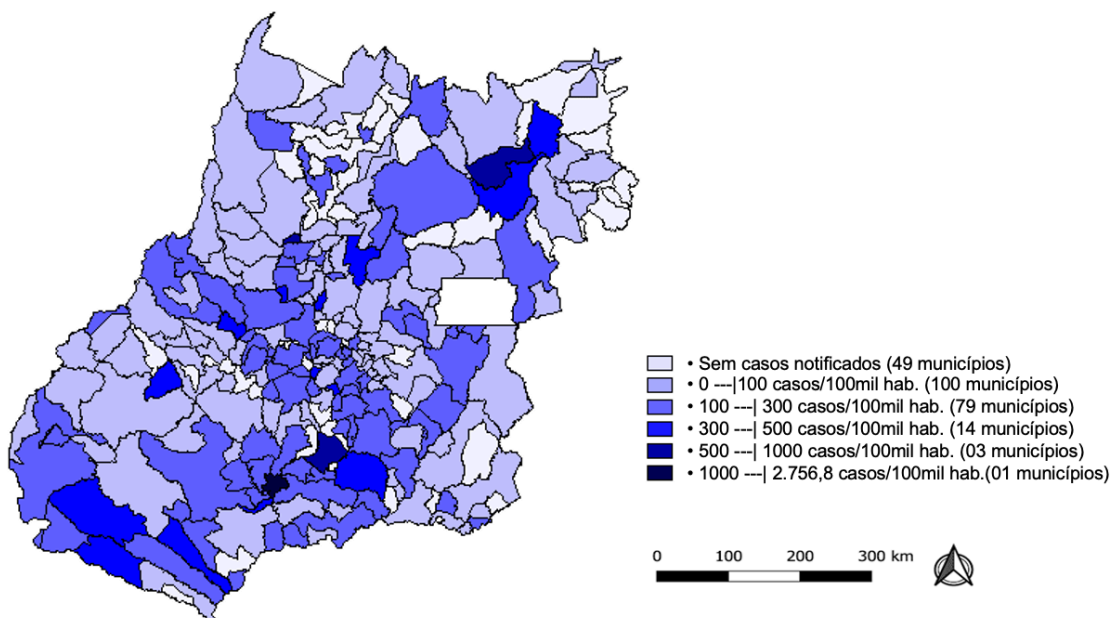 • Sem casos notificados (49 municípios)
• 0 ---|100 casos/100mil hab. (100 municípios)
• 100 ---| 300 casos/100mil hab. (79 municípios)
• 300 ---| 500 casos/100mil hab. (14 municípios)
• 500 ---| 1000 casos/100mil hab. (03 municípios)
• 1000 ---| 2.756,8 casos/100mil hab.(01 municípios)
0 100 200 300 km